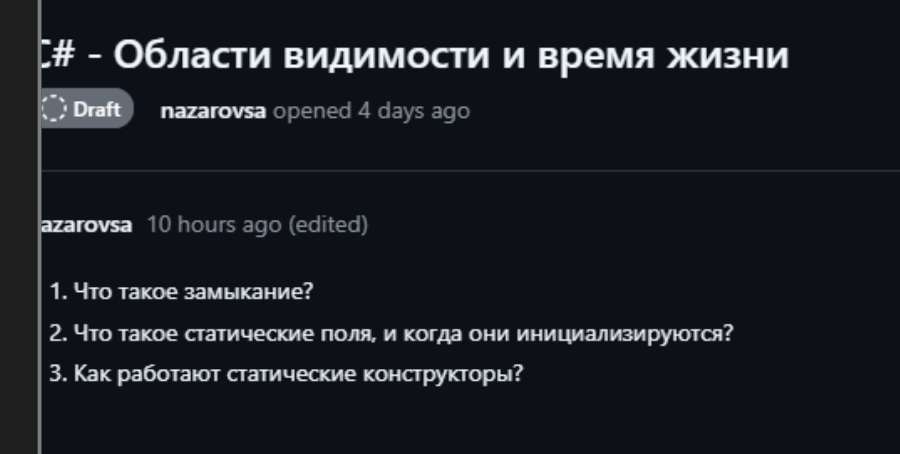 C# - Области видимости и время жизни
Draft nazarovsa opened 4 days ago
azarovsa 10 hours ago (edited)
1. Что такое замыкание?
2. Что такое статические поля, и когда они инициализируются?
3. Как работают статические конструкторы?